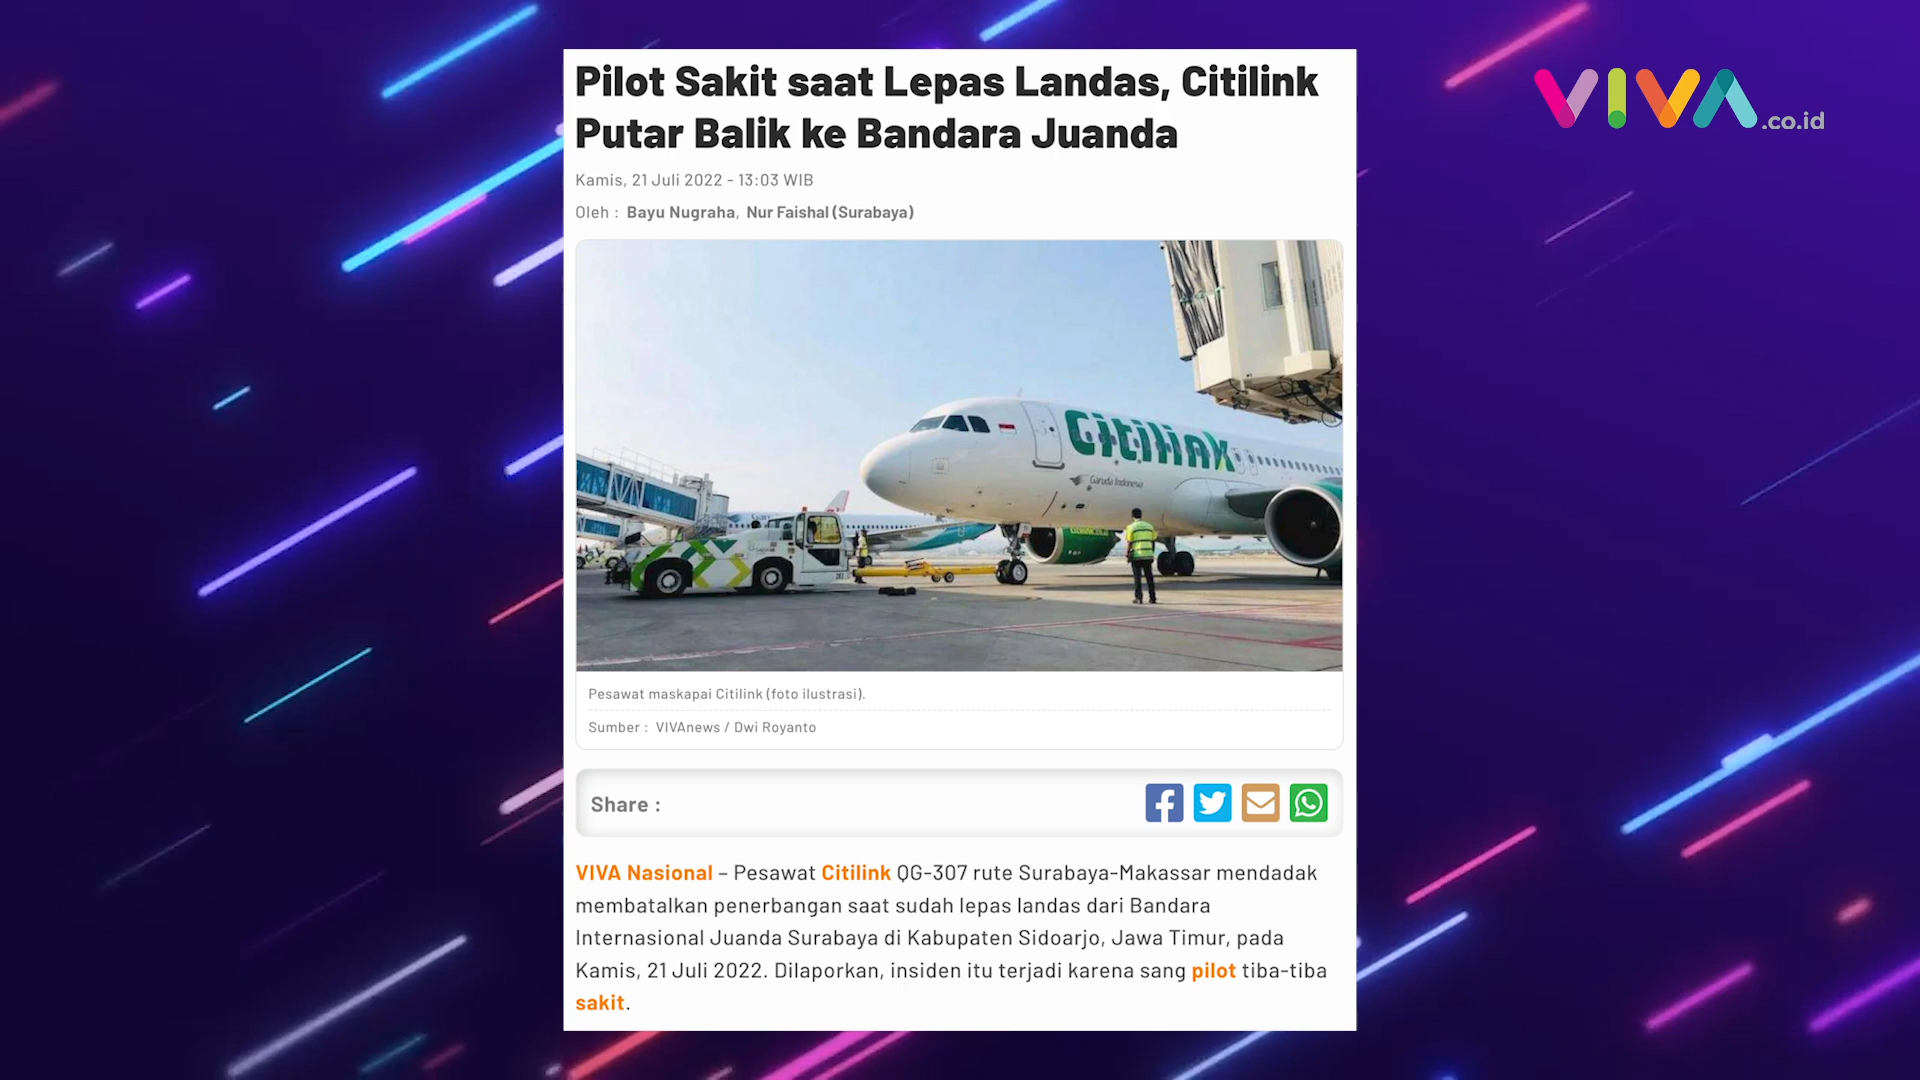 VIVA.co.id
Pilot Sakit saat Lepas Landas, Citilink
Putar Balik ke Bandara Juanda
Kamis, 21 Juli 2022 - 13:03 WIB
Oleh : Bayu Nugraha, Nur Faishal (Surabaya)
Citilink
Garuda Indonesia
Pesawat maskapai Citilink (foto ilustrasi).
Sumber : VIVAnews / Dwi Royanto
Share :
VIVA Nasional – Pesawat Citilink QG-307 rute Surabaya-Makassar mendadak
membatalkan penerbangan saat sudah lepas landas dari Bandara
Internasional Juanda Surabaya di Kabupaten Sidoarjo, Jawa Timur, pada
Kamis, 21 Juli 2022. Dilaporkan, insiden itu terjadi karena sang pilot tiba-tiba
sakit.